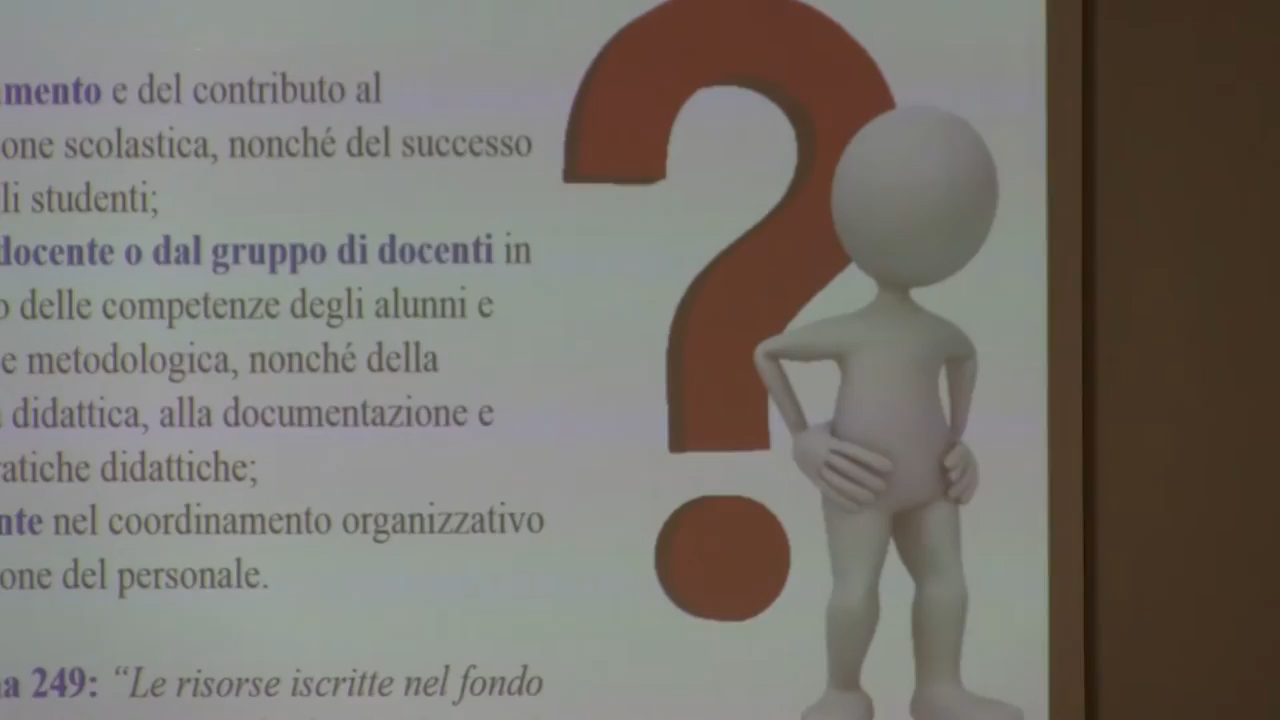 mento e del contributo al
one scolastica, nonché del successo
li studenti;
docente o dal gruppo di docenti in
o delle competenze degli alunni e
e metodologica, nonché della
didattica, alla documentazione e
atiche didattiche;
nte nel coordinamento organizzativo
one del personale.
a 249: “Le risorse iscritte nel fondo